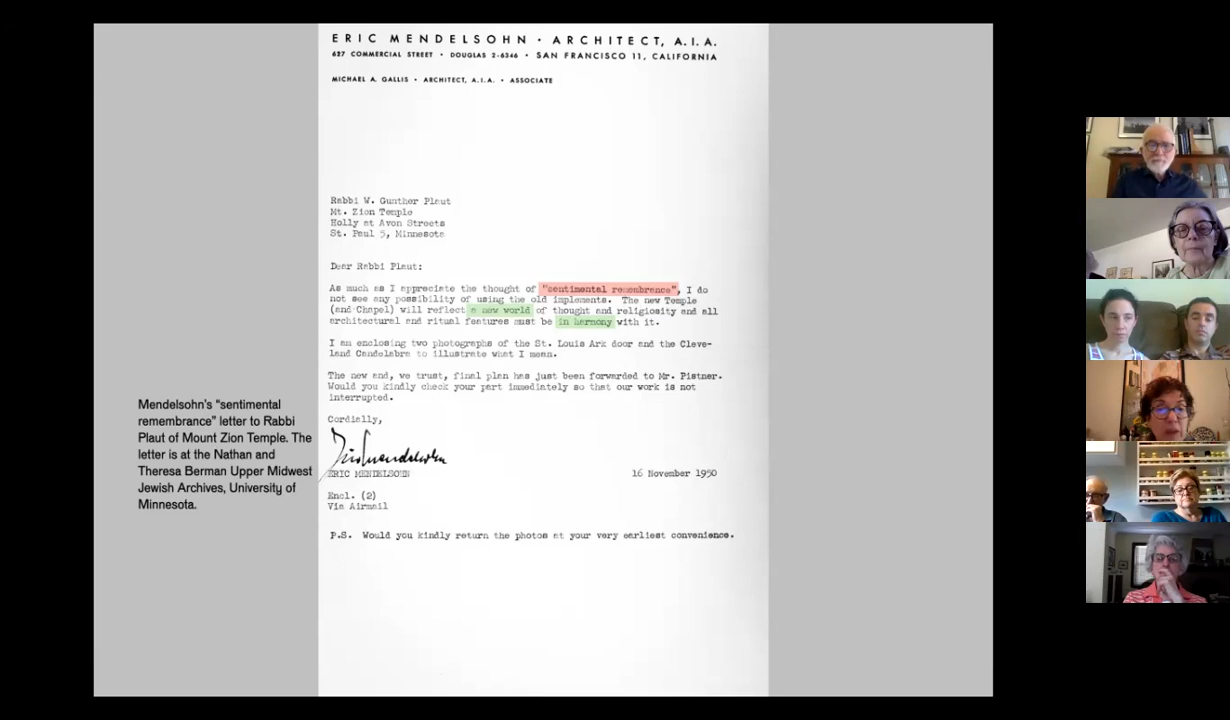 ERIC MENDELSOHN · ARCHITECT, A.I.A.
627 COMMERCIAL STREET · DOUGLAS 2-6346 · SAN FRANCISCO 11, CALIFORNIA
MICHAEL A. GALLIS · ARCHITECT, A.I.A. · ASSOCIATE
Rabbi W. Gunther Plaut
Mt. Zion Temple
Holly at Avon Streets
St. Paul 5, Minnesota
Dear Rabbi Plaut:
As much as I appreciate the thought of "sentimental remembrance", I do
not see any possibility of using the old implements. The new Temple
(and Chapel) will reflect a new world of thought and religiosity and all
architectural and ritual features must be in harmony with it.
I am enclosing two photographs of the St. Louis Ark door and the Cleve-
land Candelabra to illustrate what I mean.
The new and, we trust, final plan has just been forwarded to Mr. Pistner.
Would you kindly check your part immediately so that our work is not
interrupted.
Cordially,
Eric Mendelsohn
ERIC MENDELSOHN 16 November 1950
Encl. (2)
Via Airmail
P.S. Would you kindly return the photos at your very earliest convenience.
Mendelsohn's "sentimental
remembrance" letter to Rabbi
Plaut of Mount Zion Temple. The
letter is at the Nathan and
Theresa Berman Upper Midwest
Jewish Archives, University of
Minnesota.